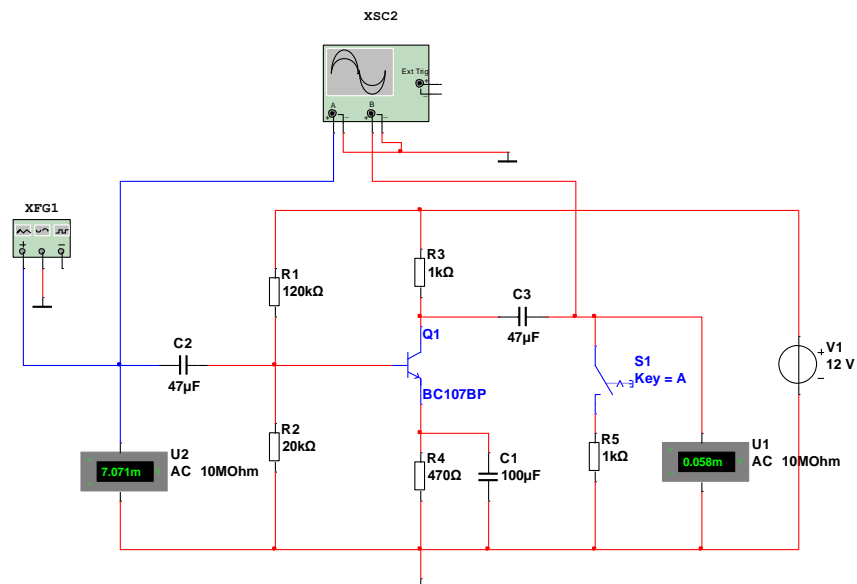 XSC2
Ext Trig
+
−
A
B
+
−
+
−
XFG1
+
−
R1
120kΩ
R3
1kΩ
C3
47µF
C2
47µF
Q1
BC107BP
S1
Key = A
V1
12 V
+
−
R2
20kΩ
R4
470Ω
C1
100µF
R5
1kΩ
U2
AC 10MOhm
7.071m
U1
AC 10MOhm
0.058m